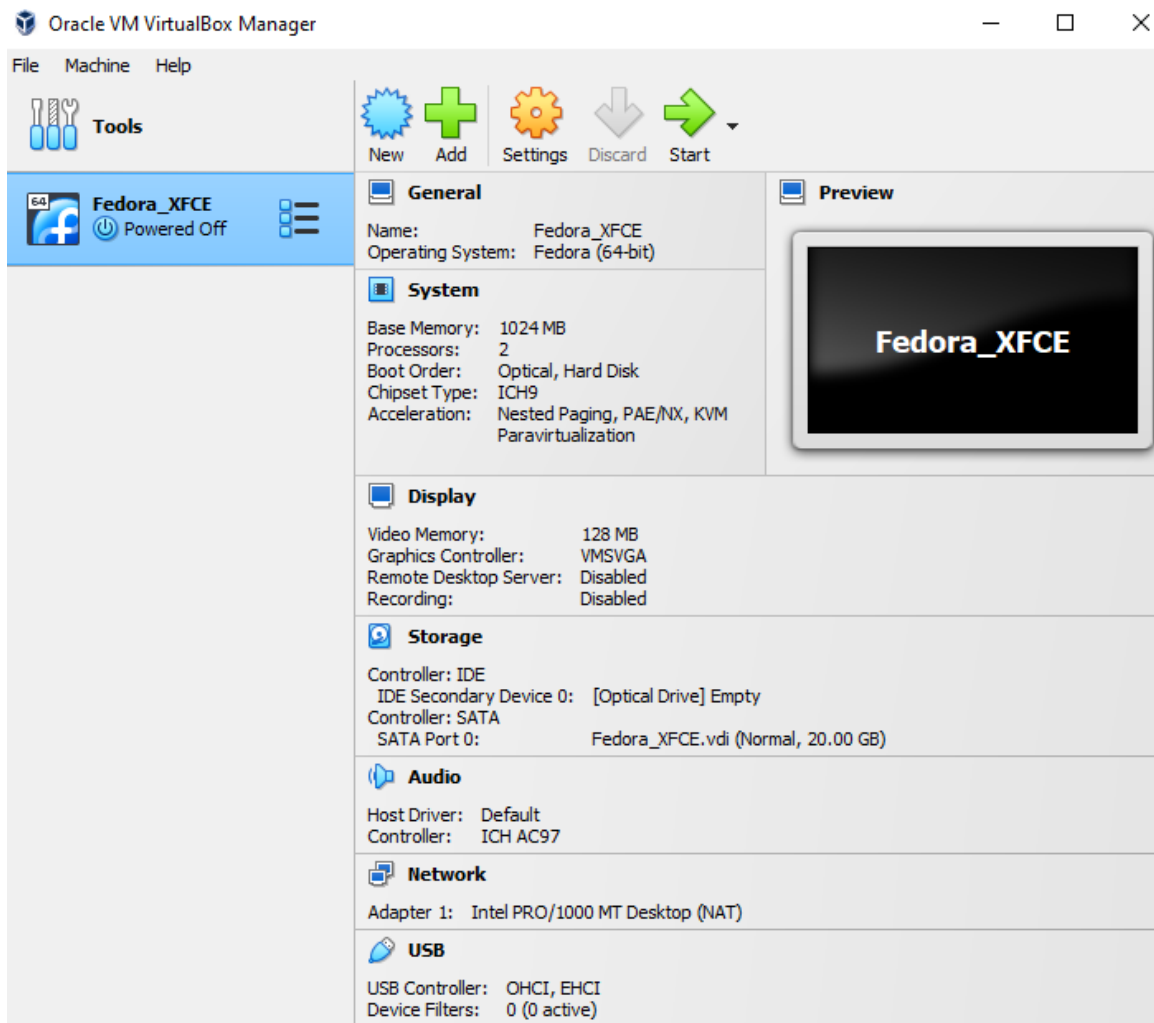 Oracle VM VirtualBox Manager
File Machine Help
Tools
New Add Settings Discard Start
64
Fedora_XFCE
Powered Off
General
Name: Fedora_XFCE
Operating System: Fedora (64-bit)
System
Base Memory: 1024 MB
Processors: 2
Boot Order: Optical, Hard Disk
Chipset Type: ICH9
Acceleration: Nested Paging, PAE/NX, KVM
Paravirtualization
Preview
Fedora_XFCE
Display
Video Memory: 128 MB
Graphics Controller: VMSVGA
Remote Desktop Server: Disabled
Recording: Disabled
Storage
Controller: IDE
IDE Secondary Device 0: [Optical Drive] Empty
Controller: SATA
SATA Port 0: Fedora_XFCE.vdi (Normal, 20.00 GB)
Audio
Host Driver: Default
Controller: ICH AC97
Network
Adapter 1: Intel PRO/1000 MT Desktop (NAT)
USB
USB Controller: OHCI, EHCI
Device Filters: 0 (0 active)